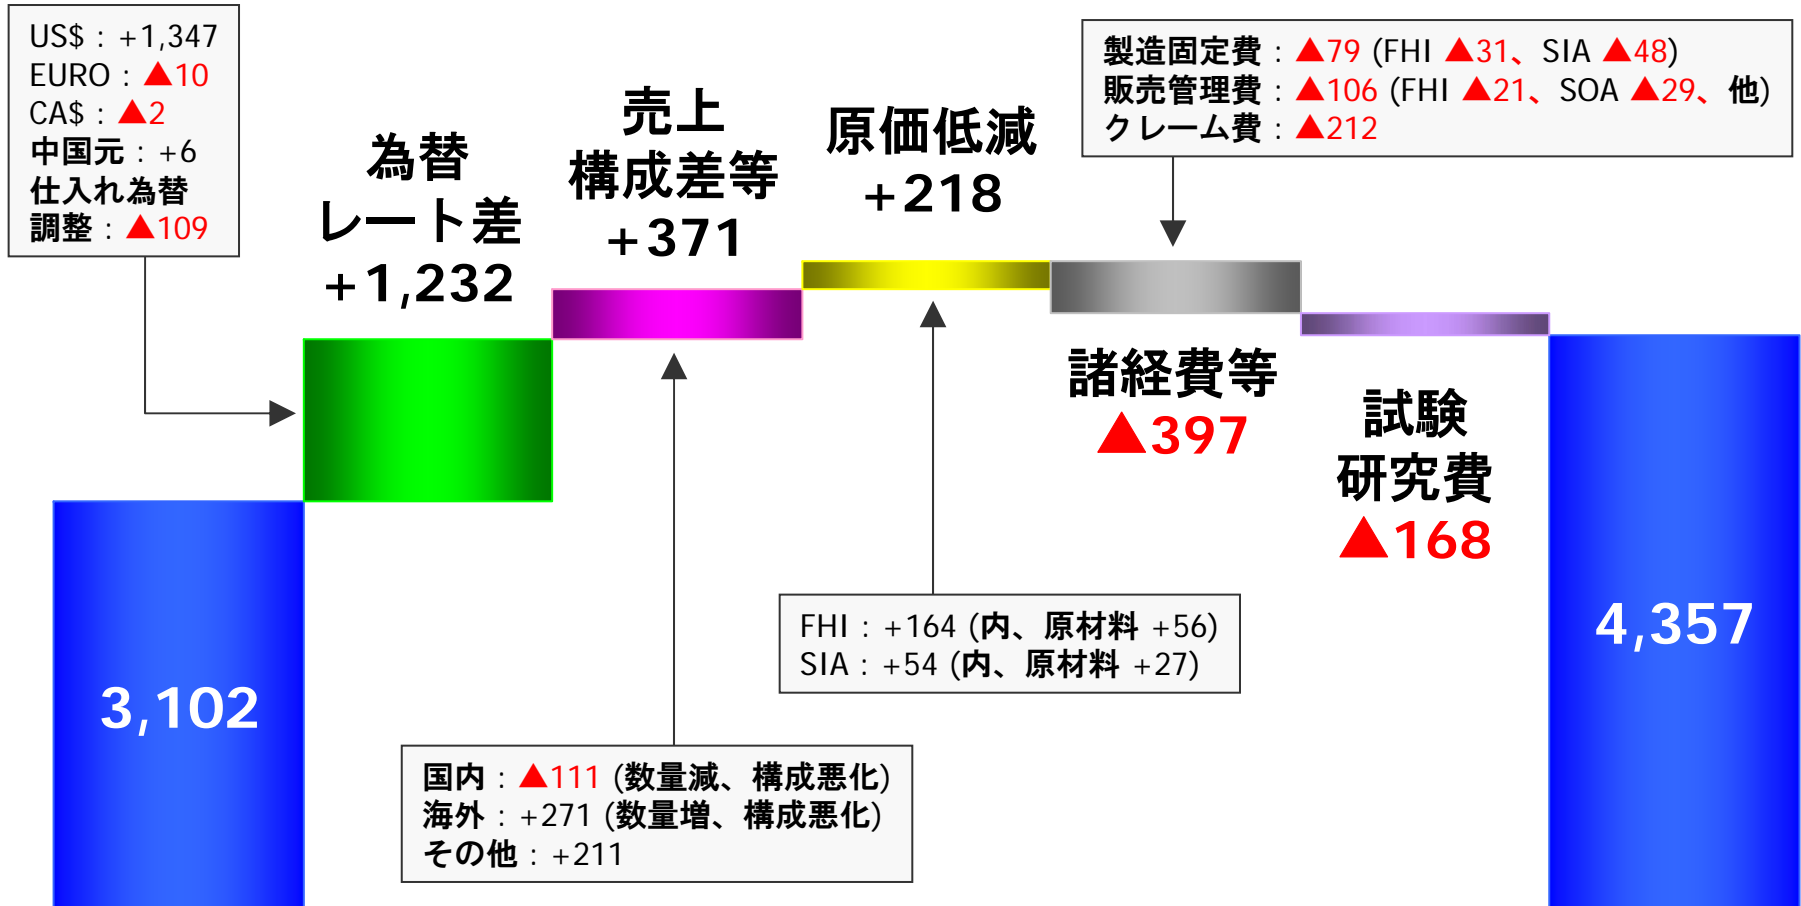 US$ : +1,347
EURO : ▲10
CA$ : ▲2
中国元 : +6
仕入れ為替
調整 : ▲109
為替
レート差
+1,232
売上
構成差等
+371
原価低減
+218
製造固定費 : ▲79 (FHI ▲31、SIA ▲48)
販売管理費 : ▲106 (FHI ▲21、SOA ▲29、他)
クレーム費 : ▲212
諸経費等
▲397
試験
研究費
▲168
3,102
4,357
FHI : +164 (内、原材料 +56)
SIA : +54 (内、原材料 +27)
国内 : ▲111 (数量減、構成悪化)
海外 : +271 (数量増、構成悪化)
その他 : +211